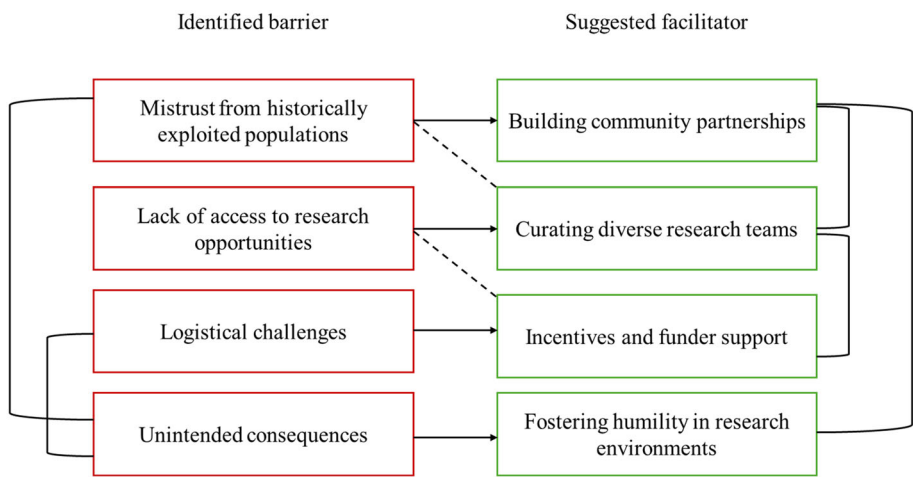 Identified barrier
Suggested facilitator
Mistrust from historically
exploited populations
Building community partnerships
Lack of access to research
opportunities
Curating diverse research teams
Logistical challenges
Incentives and funder support
Unintended consequences
Fostering humility in research
environments